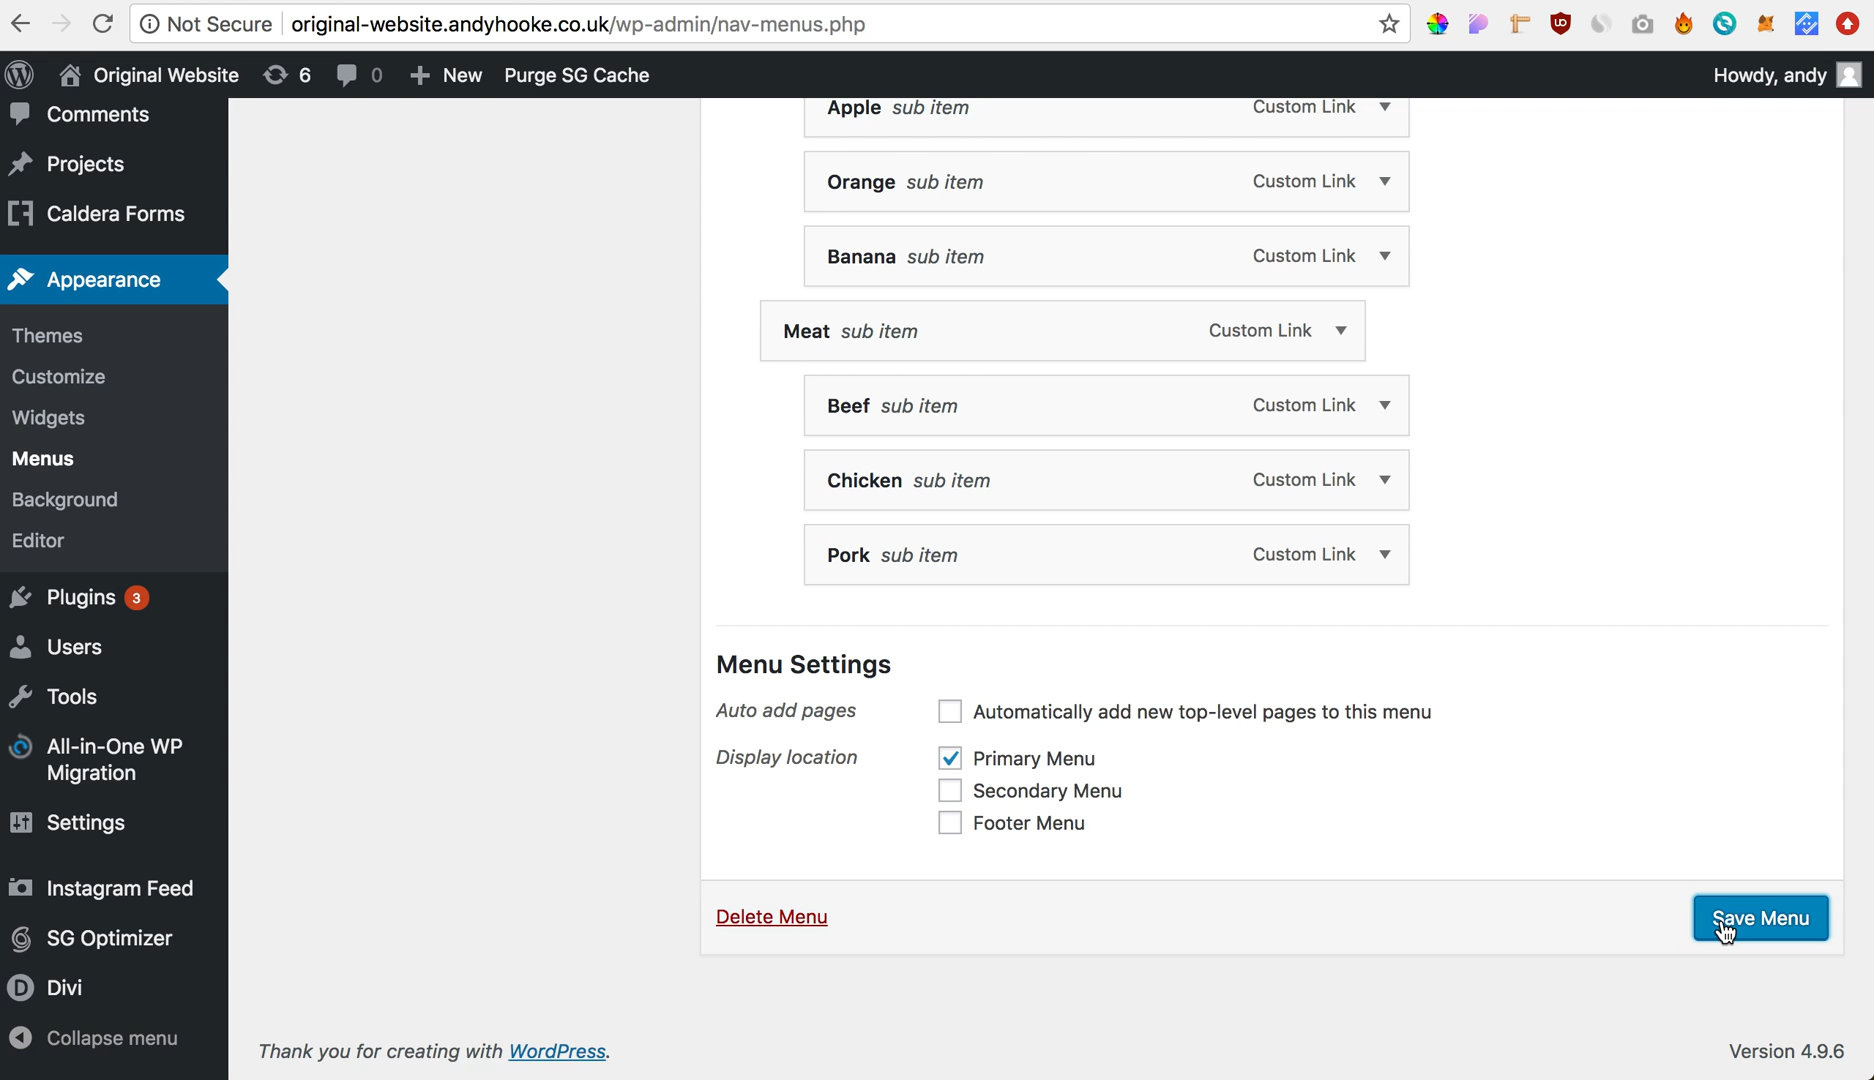 Not Secure original-website.andyhooke.co.uk/wp-admin/nav-menus.php
Original Website 6 0 New Purge SG Cache Howdy, andy
Comments
Projects
Caldera Forms
Appearance
Themes
Customize
Widgets
Menus
Background
Editor
Plugins 3
Users
Tools
All-in-One WP
Migration
Settings
Instagram Feed
SG Optimizer
Divi
Collapse menu
Apple sub item Custom Link
Orange sub item Custom Link
Banana sub item Custom Link
Meat sub item Custom Link
Beef sub item Custom Link
Chicken sub item Custom Link
Pork sub item Custom Link
Menu Settings
Auto add pages Automatically add new top-level pages to this menu
Display location Primary Menu
Secondary Menu
Footer Menu
Delete Menu Save Menu
Thank you for creating with WordPress. Version 4.9.6